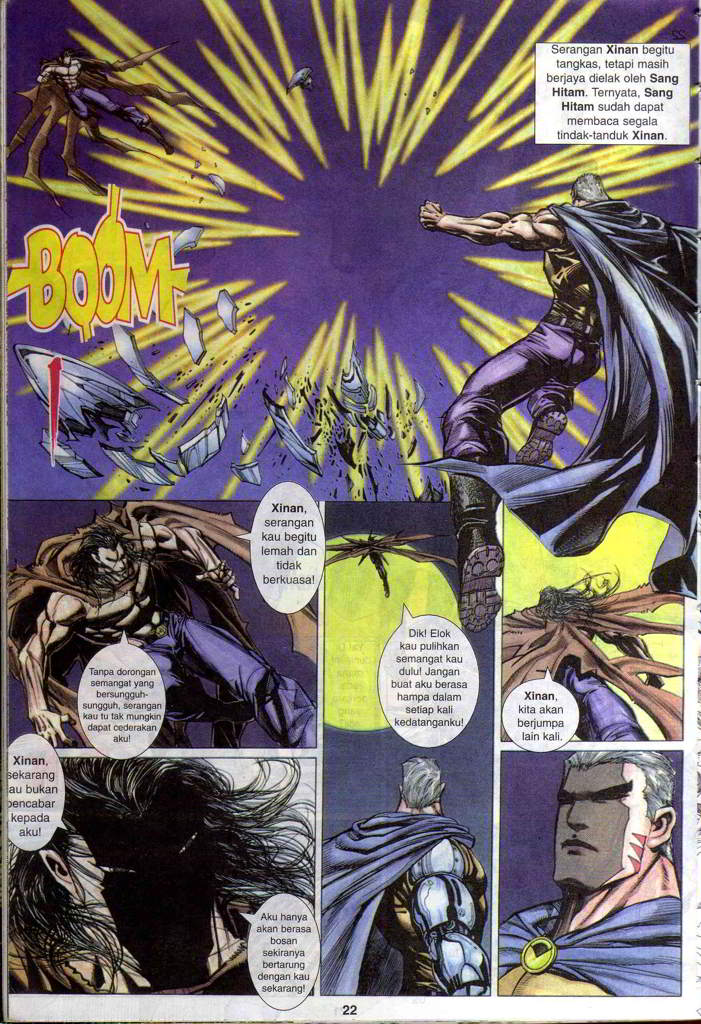 Serangan Xinan begitu
tangkas, tetapi masih
berjaya dielak oleh Sang
Hitam. Ternyata, Sang
Hitam sudah dapat
membaca segala
tindak-tanduk Xinan.
BOOM
Xinan,
serangan
kau begitu
lemah dan
tidak
berkuasa!
Tanpa dorongan
semangat yang
bersungguh-
sungguh, serangan
kau tu tak mungkin
dapat cederakan
aku!
Dik! Elok
kau pulihkan
semangat kau
dulu! Jangan
buat aku berasa
hampa dalam
setiap kali
kedatanganku!
Xinan,
kita akan
berjumpa
lain kali.
Xinan,
sekarang
au bukan
pencabar
kepada
aku!
Aku hanya
akan berasa
bosan
sekiranya
bertarung
dengan kau
sekarang!
22